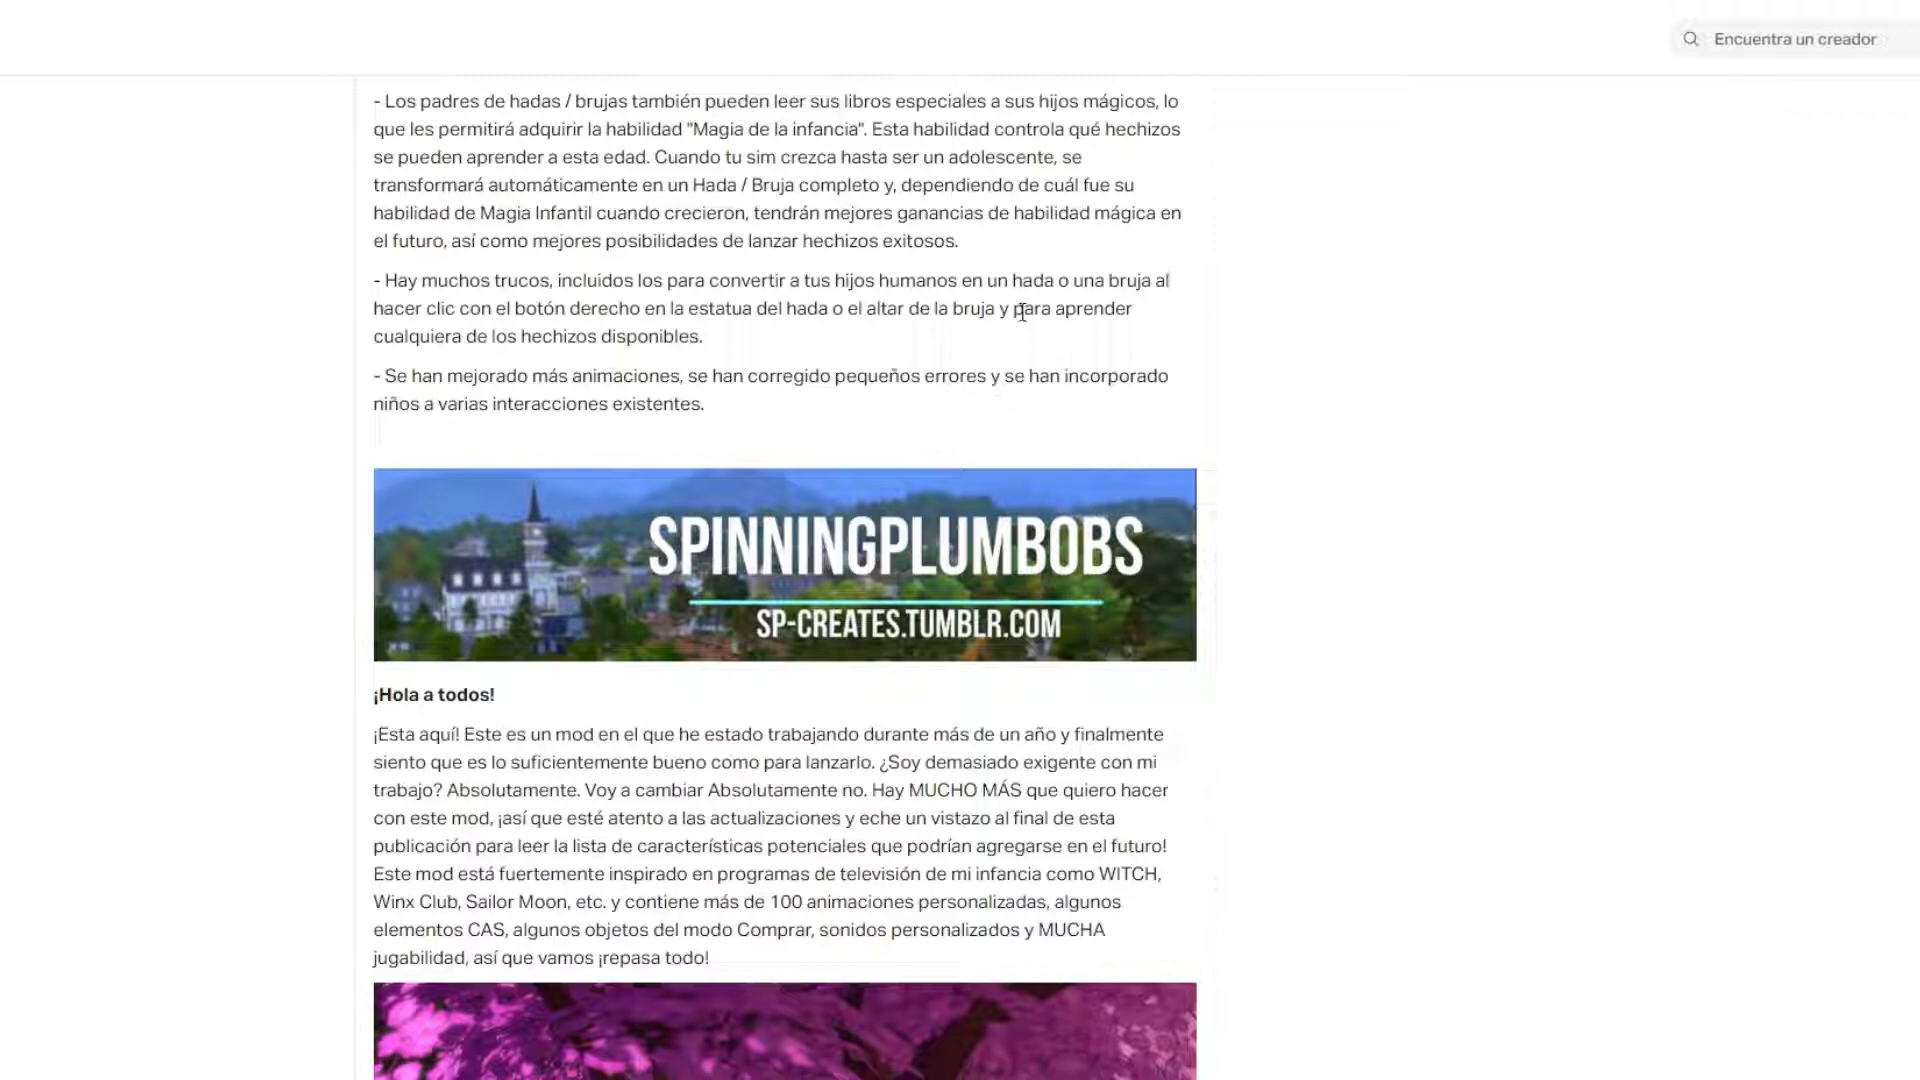 Encuentra un creador
- Los padres de hadas / brujas también pueden leer sus libros especiales a sus hijos mágicos, lo
que les permitirá adquirir la habilidad "Magia de la infancia". Esta habilidad controla qué hechizos
se pueden aprender a esta edad. Cuando tu sim crezca hasta ser un adolescente, se
transformará automáticamente en un Hada / Bruja completo y, dependiendo de cuál fue su
habilidad de Magia Infantil cuando crecieron, tendrán mejores ganancias de habilidad mágica en
el futuro, así como mejores posibilidades de lanzar hechizos exitosos.
- Hay muchos trucos, incluidos los para convertir a tus hijos humanos en un hada o una bruja al
hacer clic con el botón derecho en la estatua del hada o el altar de la bruja y para aprender
cualquiera de los hechizos disponibles.
- Se han mejorado más animaciones, se han corregido pequeños errores y se han incorporado
niños a varias interacciones existentes.
SPINNINGPLUMBOBS
SP-CREATES.TUMBLR.COM
¡Hola a todos!
¡Esta aquí! Este es un mod en el que he estado trabajando durante más de un año y finalmente
siento que es lo suficientemente bueno como para lanzarlo. ¿Soy demasiado exigente con mi
trabajo? Absolutamente. Voy a cambiar Absolutamente no. Hay MUCHO MÁS que quiero hacer
con este mod, ¡así que esté atento a las actualizaciones y eche un vistazo al final de esta
publicación para leer la lista de características potenciales que podrían agregarse en el futuro!
Este mod está fuertemente inspirado en programas de televisión de mi infancia como WITCH,
Winx Club, Sailor Moon, etc. y contiene más de 100 animaciones personalizadas, algunos
elementos CAS, algunos objetos del modo Comprar, sonidos personalizados y MUCHA
jugabilidad, así que vamos ¡repasa todo!